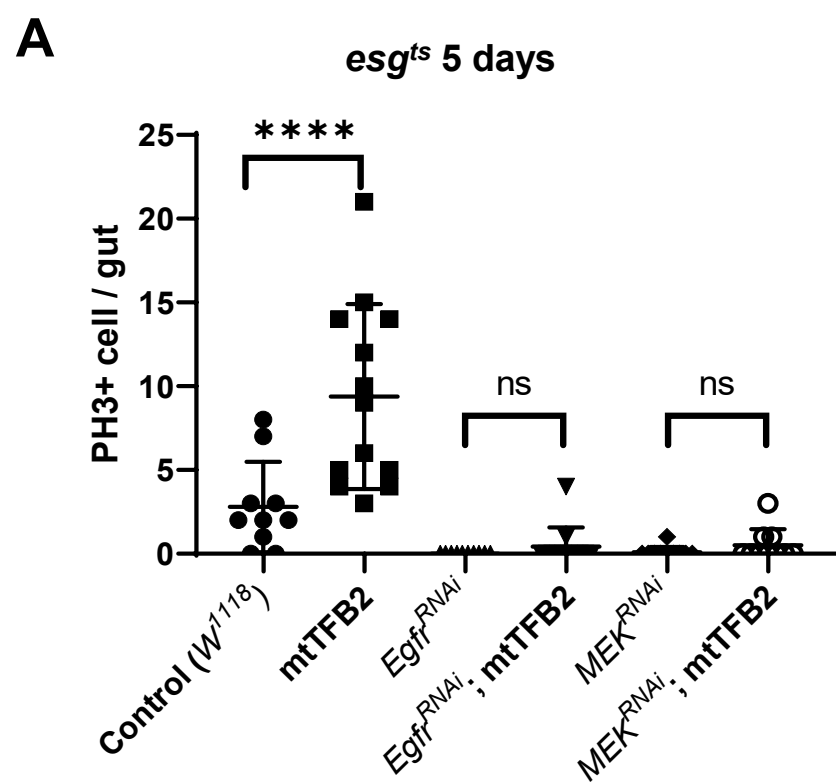 A
esgᵗˢ 5 days
****
25
20
15
10
5
0
PH3+ cell / gut
ns
ns
Control (W¹¹¹⁸)
mtTFB2
Egfrᴿᴺᴬⁱ
Egfrᴿᴺᴬⁱ; mtTFB2
MEKᴿᴺᴬⁱ
MEKᴿᴺᴬⁱ; mtTFB2